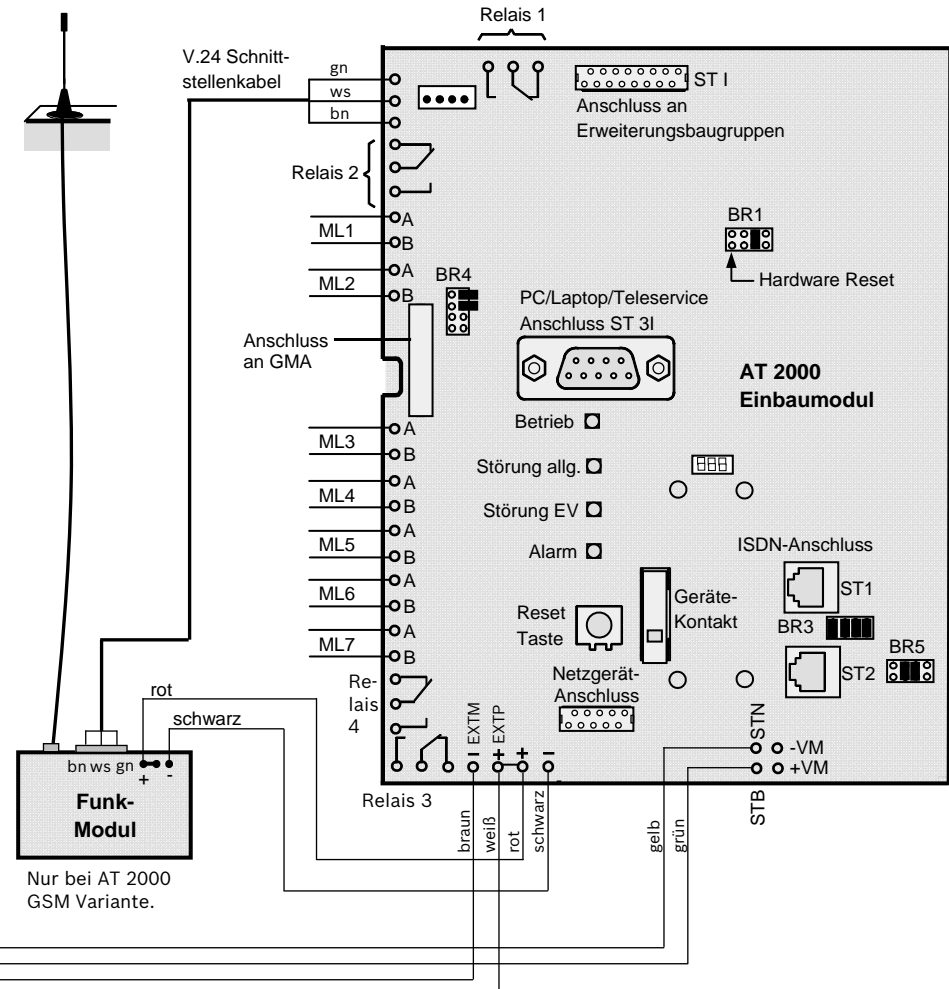 Relais 1
V.24 Schnitt-
stellenkabel
gn
ws
bn
ST I
Anschluss an
Erweiterungsbaugruppen
Relais 2
A
ML1
B
A
ML2
B
BR4
BR1
Hardware Reset
PC/Laptop/Teleservice
Anschluss ST 3I
Anschluss
an GMA
AT 2000
Einbaumodul
Betrieb
Störung allg.
Störung EV
Alarm
A
ML3
B
A
ML4
B
A
ML5
B
A
ML6
B
A
ML7
B
ISDN-Anschluss
ST1
BR3
ST2
BR5
Geräte-
Kontakt
Reset
Taste
Netzgerät-
Anschluss
Re-
lais
4
Relais 3
EXTM
EXTP
– + + –
braun
weiß
rot
schwarz
STN
-VM
+VM
STB
gelb
grün
rot
schwarz
bn ws gn
+ -
Funk-
Modul
Nur bei AT 2000
GSM Variante.